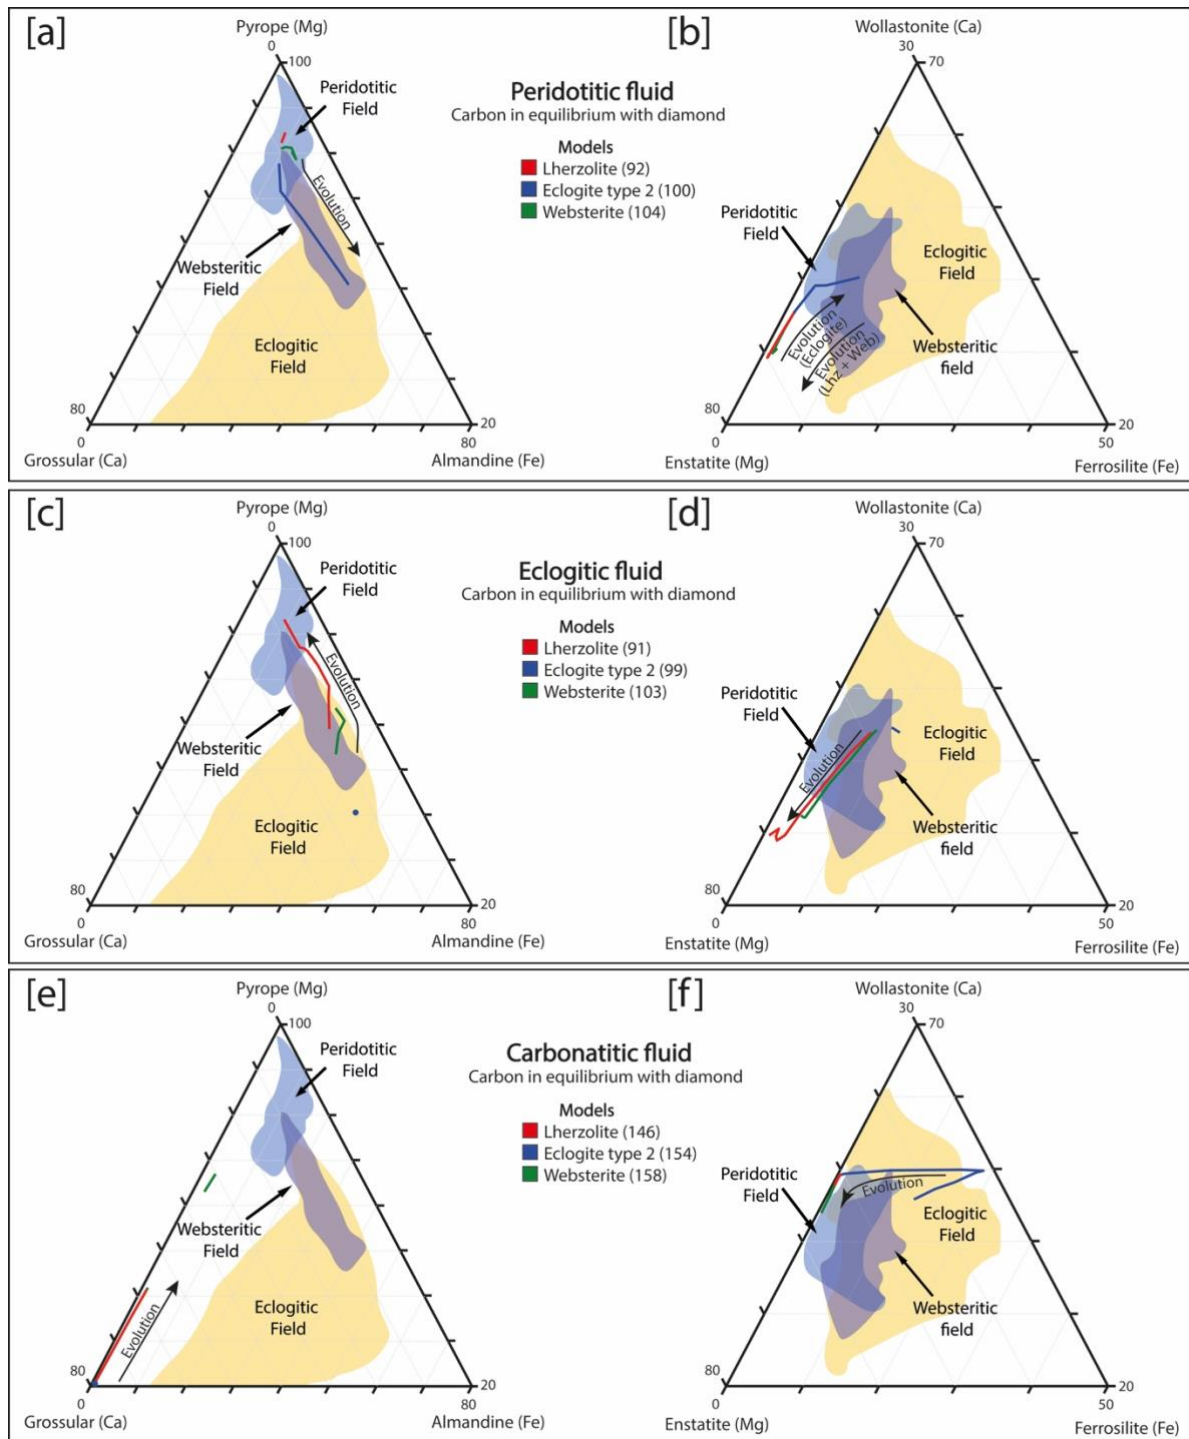 [a]
Pyrope (Mg)
0
100
Peridotitic
Field
Evolution
Websteritic
Field
Eclogitic
Field
80
0
20
80
Grossular (Ca)
Almandine (Fe)
Peridotitic fluid
Carbon in equilibrium with diamond
Models
Lherzolite (92)
Eclogite type 2 (100)
Websterite (104)
[b]
Wollastonite (Ca)
30
70
Peridotitic
Field
Eclogitic
Field
Evolution
(Eclogite)
Evolution
(Lhz + Web)
Websteritic
field
80
0
20
50
Enstatite (Mg)
Ferrosilite (Fe)
[c]
Pyrope (Mg)
0
100
Peridotitic
Field
Evolution
Websteritic
Field
Eclogitic
Field
80
0
20
80
Grossular (Ca)
Almandine (Fe)
Eclogitic fluid
Carbon in equilibrium with diamond
Models
Lherzolite (91)
Eclogite type 2 (99)
Websterite (103)
[d]
Wollastonite (Ca)
30
70
Peridotitic
Field
Eclogitic
Field
Evolution
Websteritic
field
80
0
20
50
Enstatite (Mg)
Ferrosilite (Fe)
[e]
Pyrope (Mg)
0
100
Peridotitic
Field
Websteritic
Field
Eclogitic
Field
Evolution
80
0
20
80
Grossular (Ca)
Almandine (Fe)
Carbonatitic fluid
Carbon in equilibrium with diamond
Models
Lherzolite (146)
Eclogite type 2 (154)
Websterite (158)
[f]
Wollastonite (Ca)
30
70
Peridotitic
Field
Evolution
Eclogitic
Field
Websteritic
field
80
0
20
50
Enstatite (Mg)
Ferrosilite (Fe)